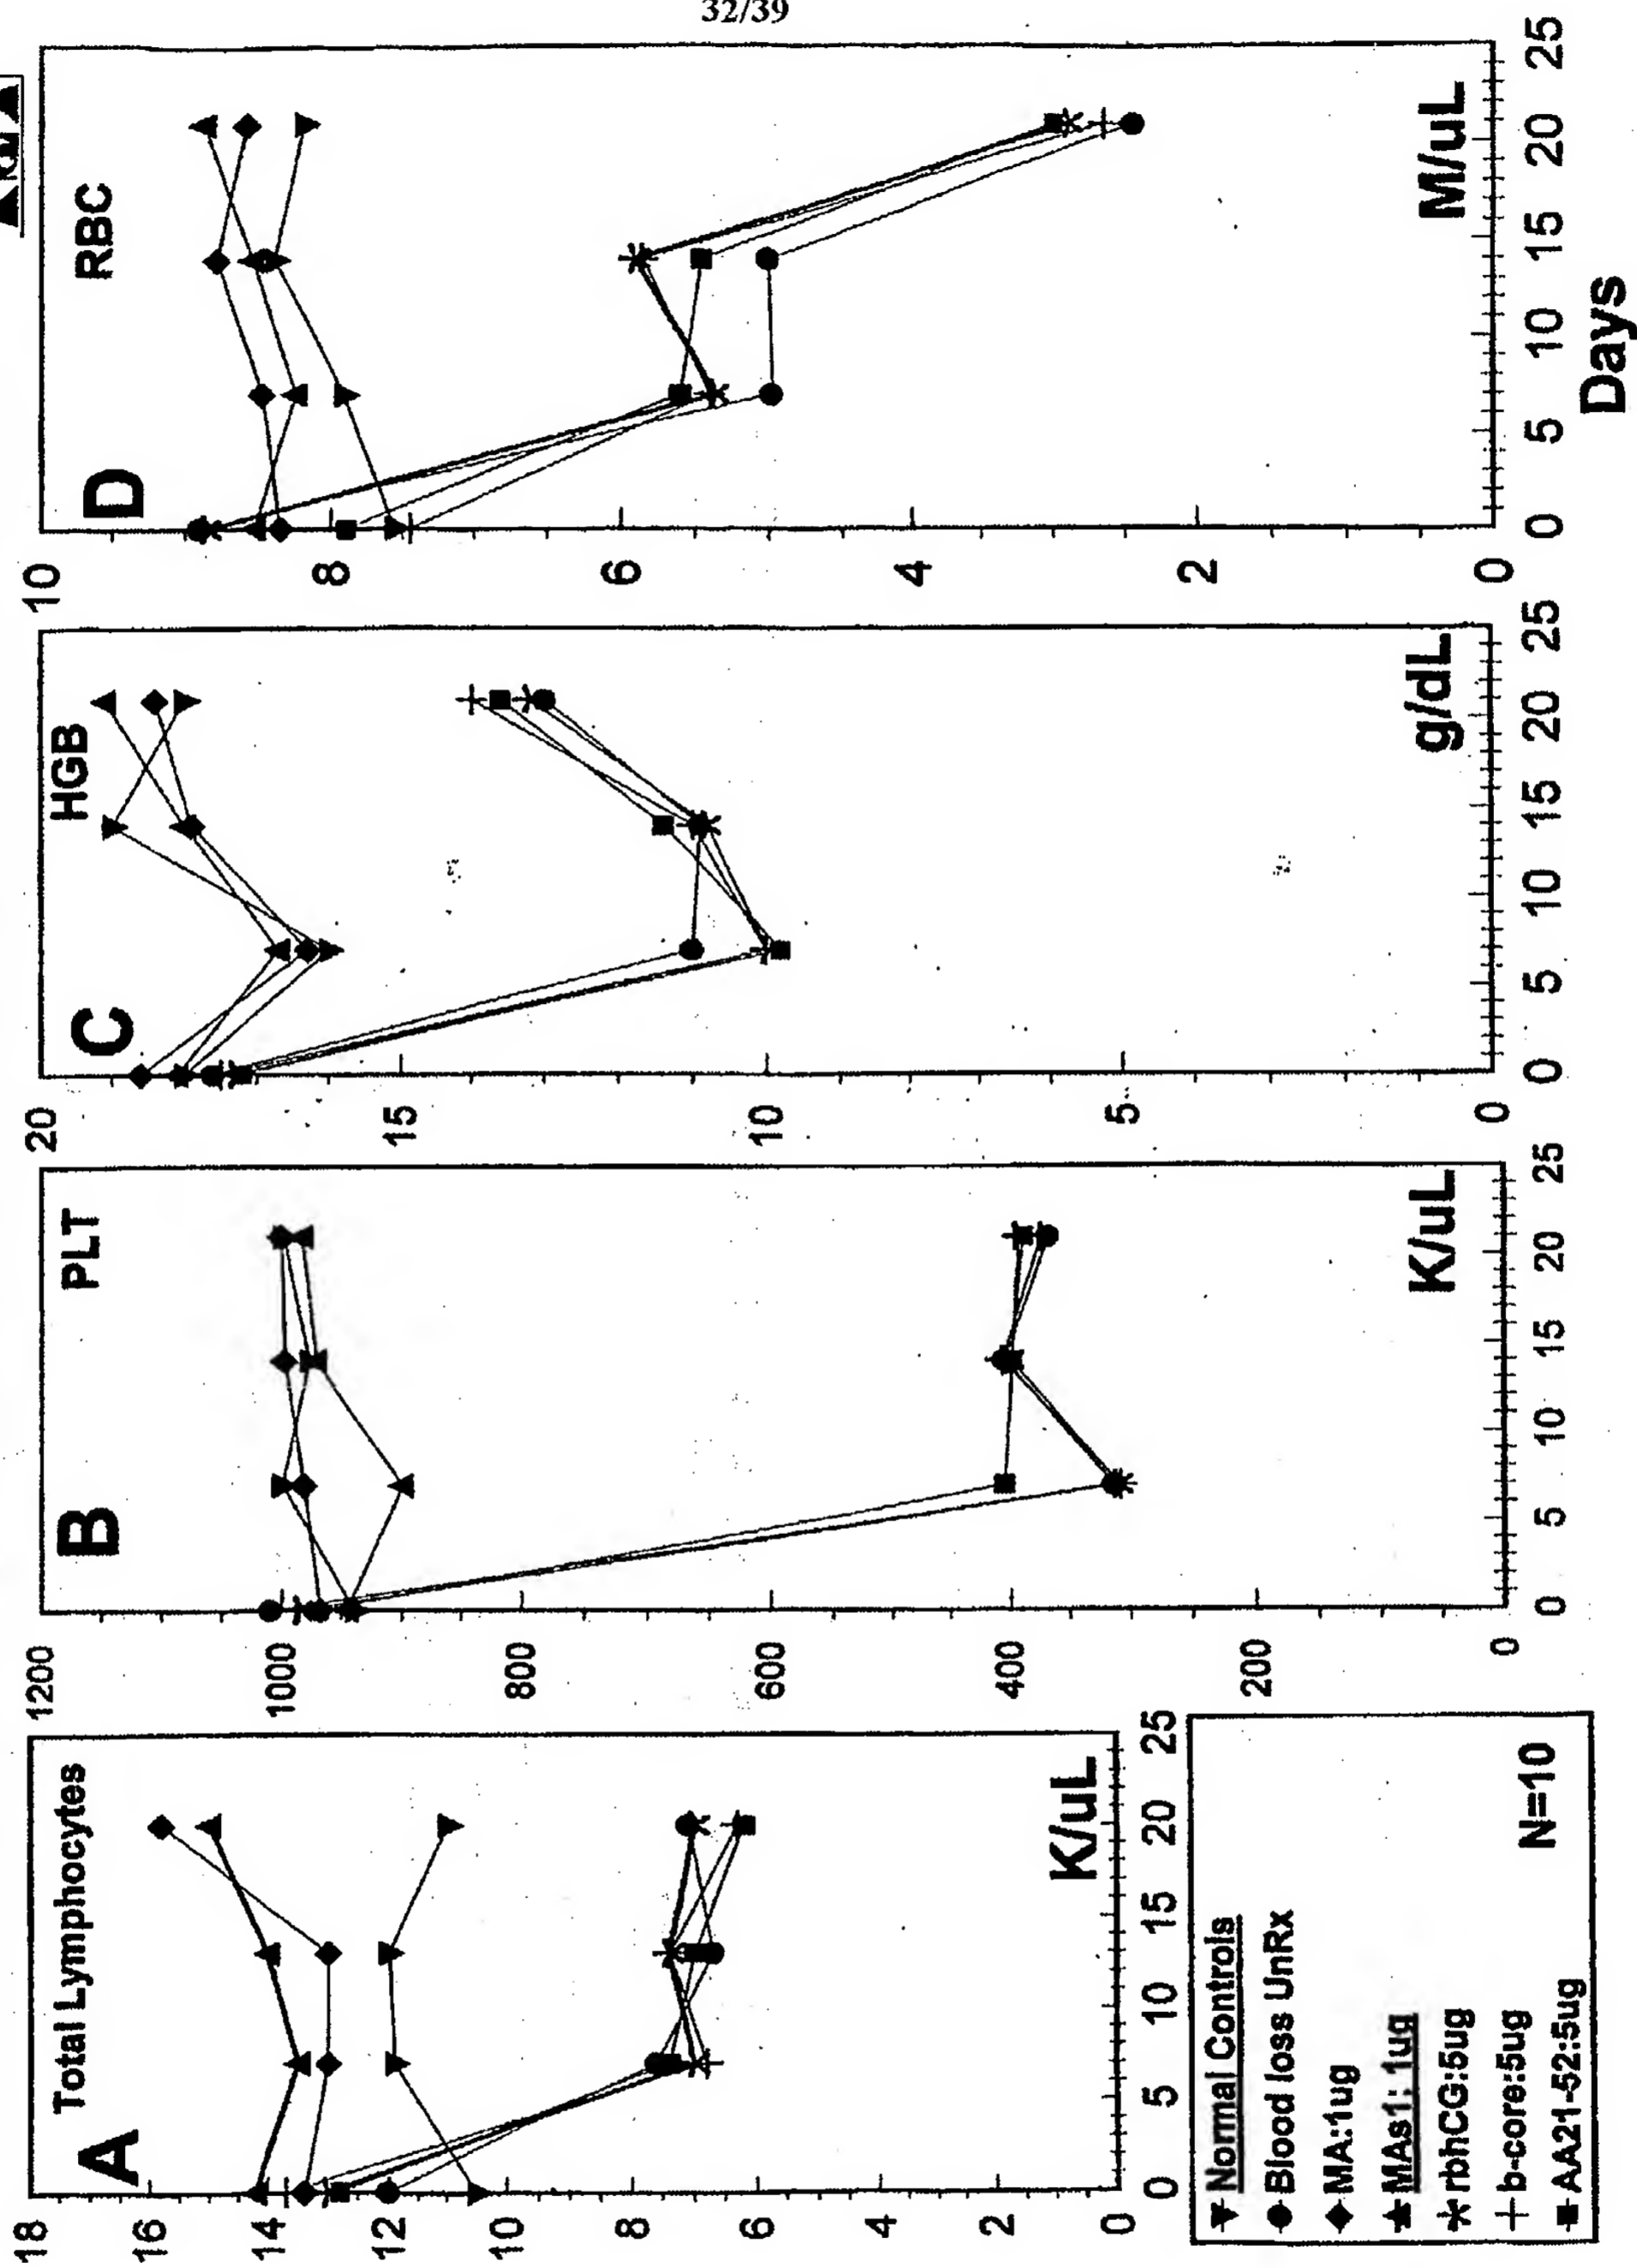 32/39
A
Total Lymphocytes
18
16
14
12
10
8
6
4
2
0
K/uL
0 5 10 15 20 25
B
PLT
1200
1000
800
600
400
200
0
K/uL
0 5 10 15 20 25
C
HGB
20
15
10
5
0
g/dL
0 5 10 15 20 25
D
RBC
10
8
6
4
2
0
M/uL
0 5 10 15 20 25
Days
Normal Controls
Blood loss UnRx
MA:1ug
MAs1: 1ug
rbhCG:5ug
b-core:5ug
AA21-52:5ug
N=10